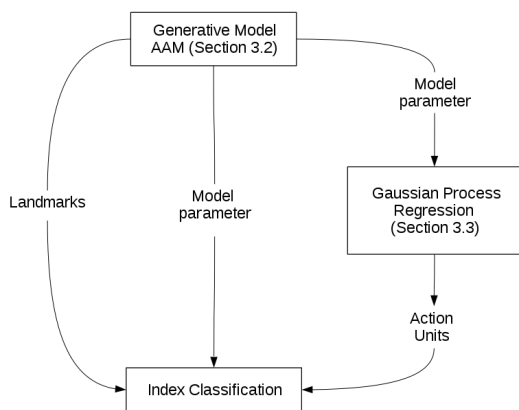 Generative Model
AAM (Section 3.2)
Model
parameter
Landmarks
Model
parameter
Gaussian Process
Regression
(Section 3.3)
Action
Units
Index Classification